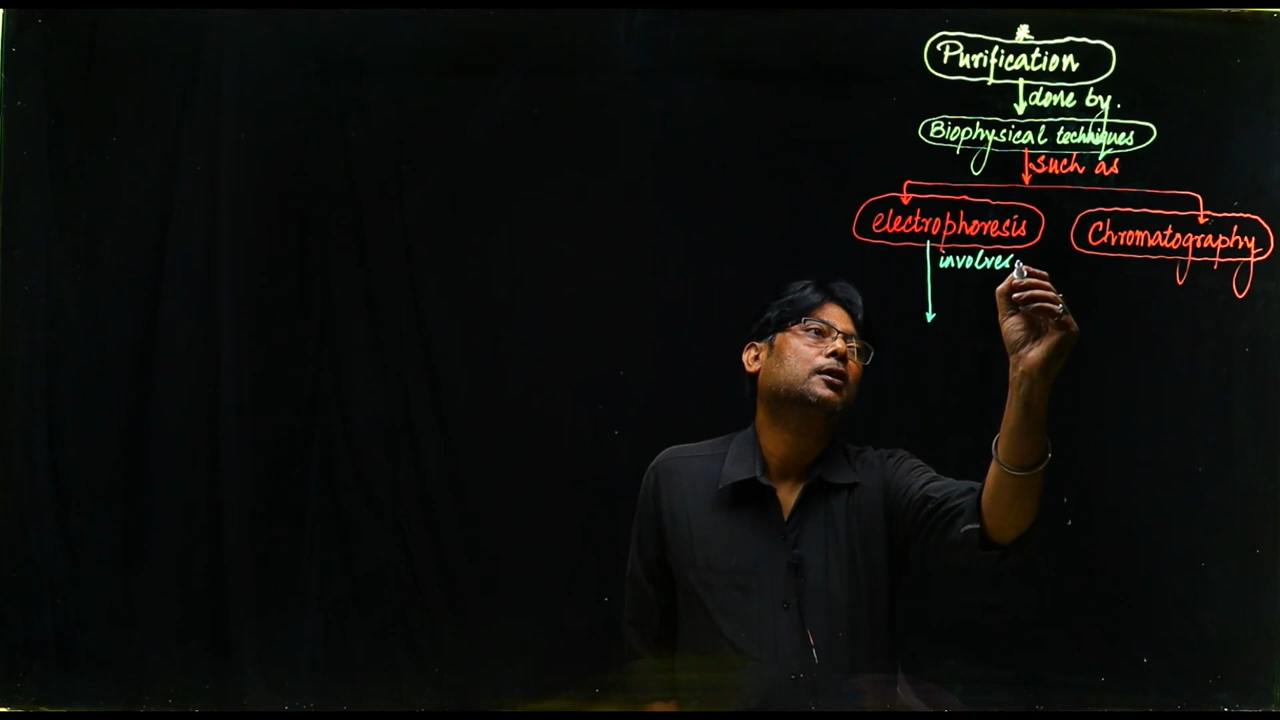 *
Purification
done by.
Biophysical techniques
such as
electrophoresis
Chromatography
involves